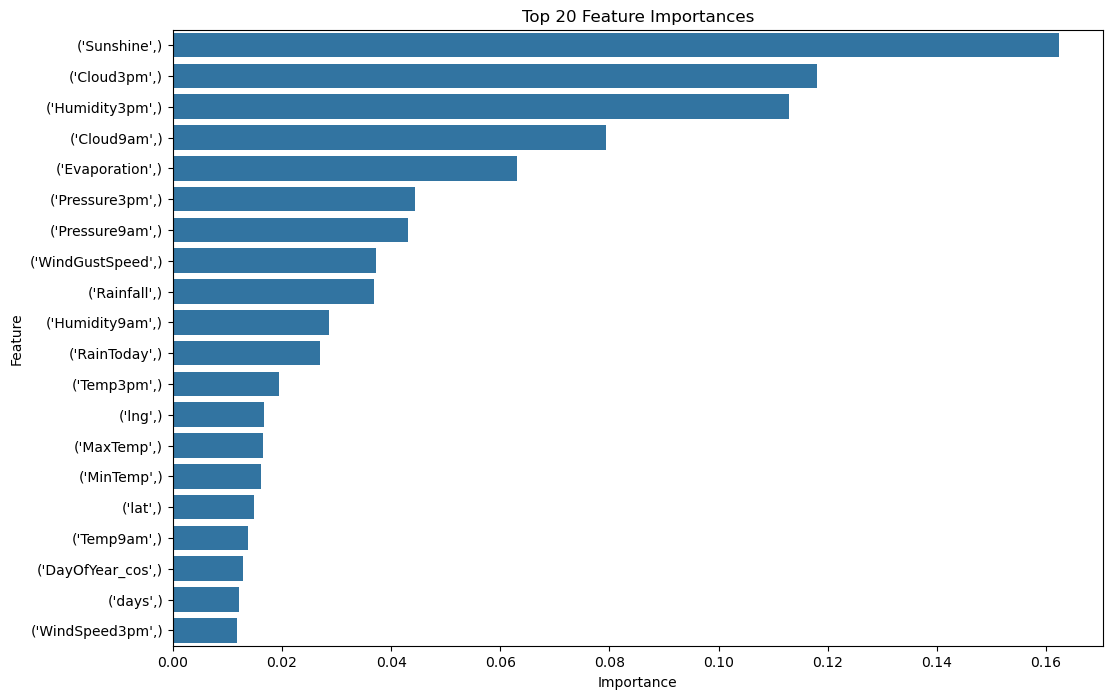 Top 20 Feature Importances
('Sunshine',)
('Cloud3pm',)
('Humidity3pm',)
('Cloud9am',)
('Evaporation',)
('Pressure3pm',)
('Pressure9am',)
('WindGustSpeed',)
('Rainfall',)
('Humidity9am',)
('RainToday',)
('Temp3pm',)
('lng',)
('MaxTemp',)
('MinTemp',)
('lat',)
('Temp9am',)
('DayOfYear_cos',)
('days',)
('WindSpeed3pm',)
Feature
0.00 0.02 0.04 0.06 0.08 0.10 0.12 0.14 0.16
Importance